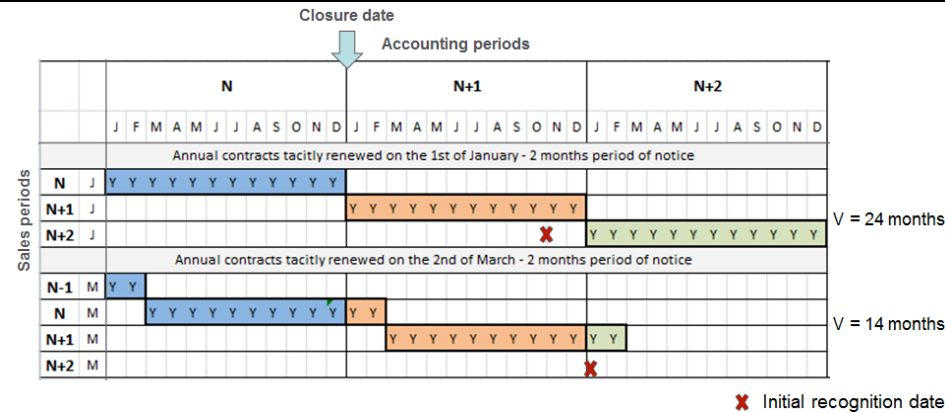 Closure date
Accounting periods
N N+1 N+2
J F M A M J J A S O N D J F M A M J J A S O N D J F M A M J J A S O N D
Sales periods
Annual contracts tacitly renewed on the 1st of January - 2 months period of notice
N J Y Y Y Y Y Y Y Y Y Y Y Y
N+1 J Y Y Y Y Y Y Y Y Y Y Y Y
N+2 J Y Y Y Y Y Y Y Y Y Y Y Y
V = 24 months
Annual contracts tacitly renewed on the 2nd of March - 2 months period of notice
N-1 M Y Y
N M Y Y Y Y Y Y Y Y Y Y Y Y
N+1 M Y Y Y Y Y Y Y Y Y Y Y Y
N+2 M
V = 14 months
Initial recognition date